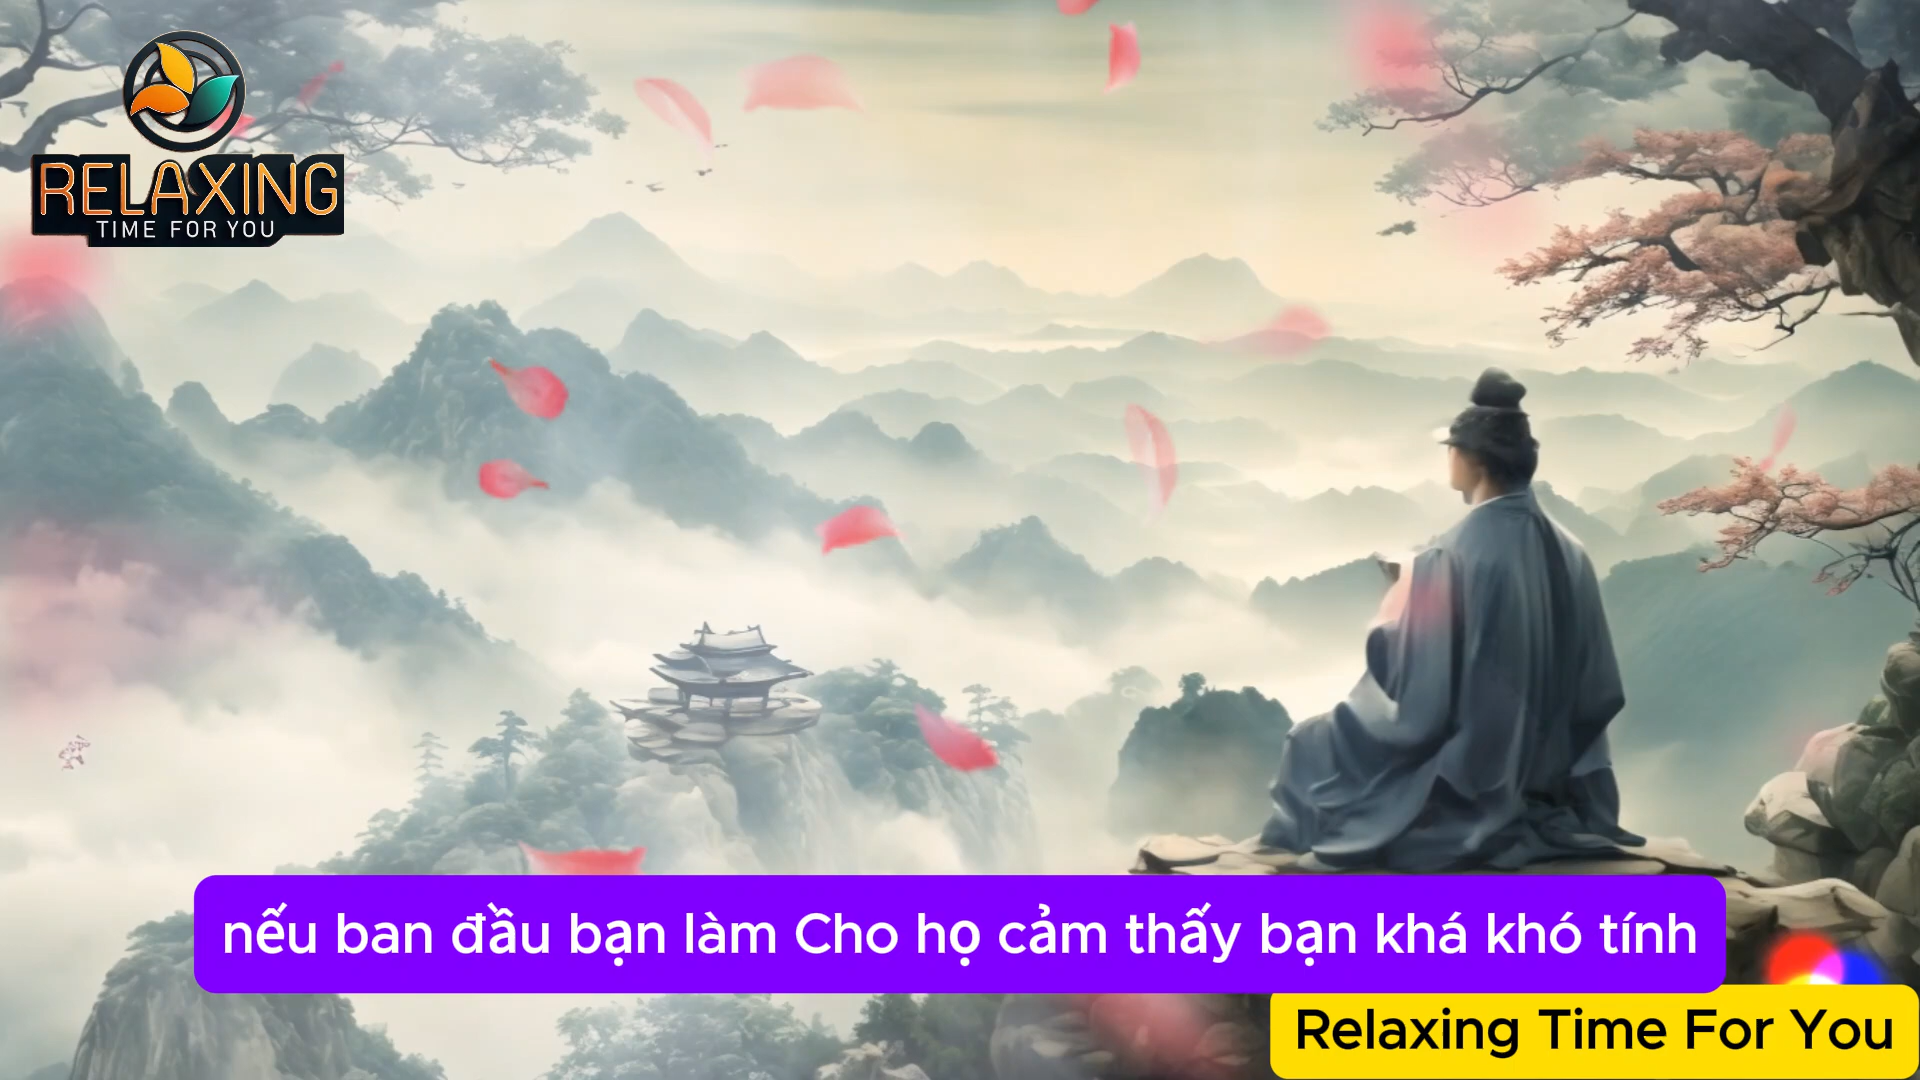 RELAXING
TIME FOR YOU
nếu ban đầu bạn làm Cho họ cảm thấy bạn khá khó tính
Relaxing Time For You